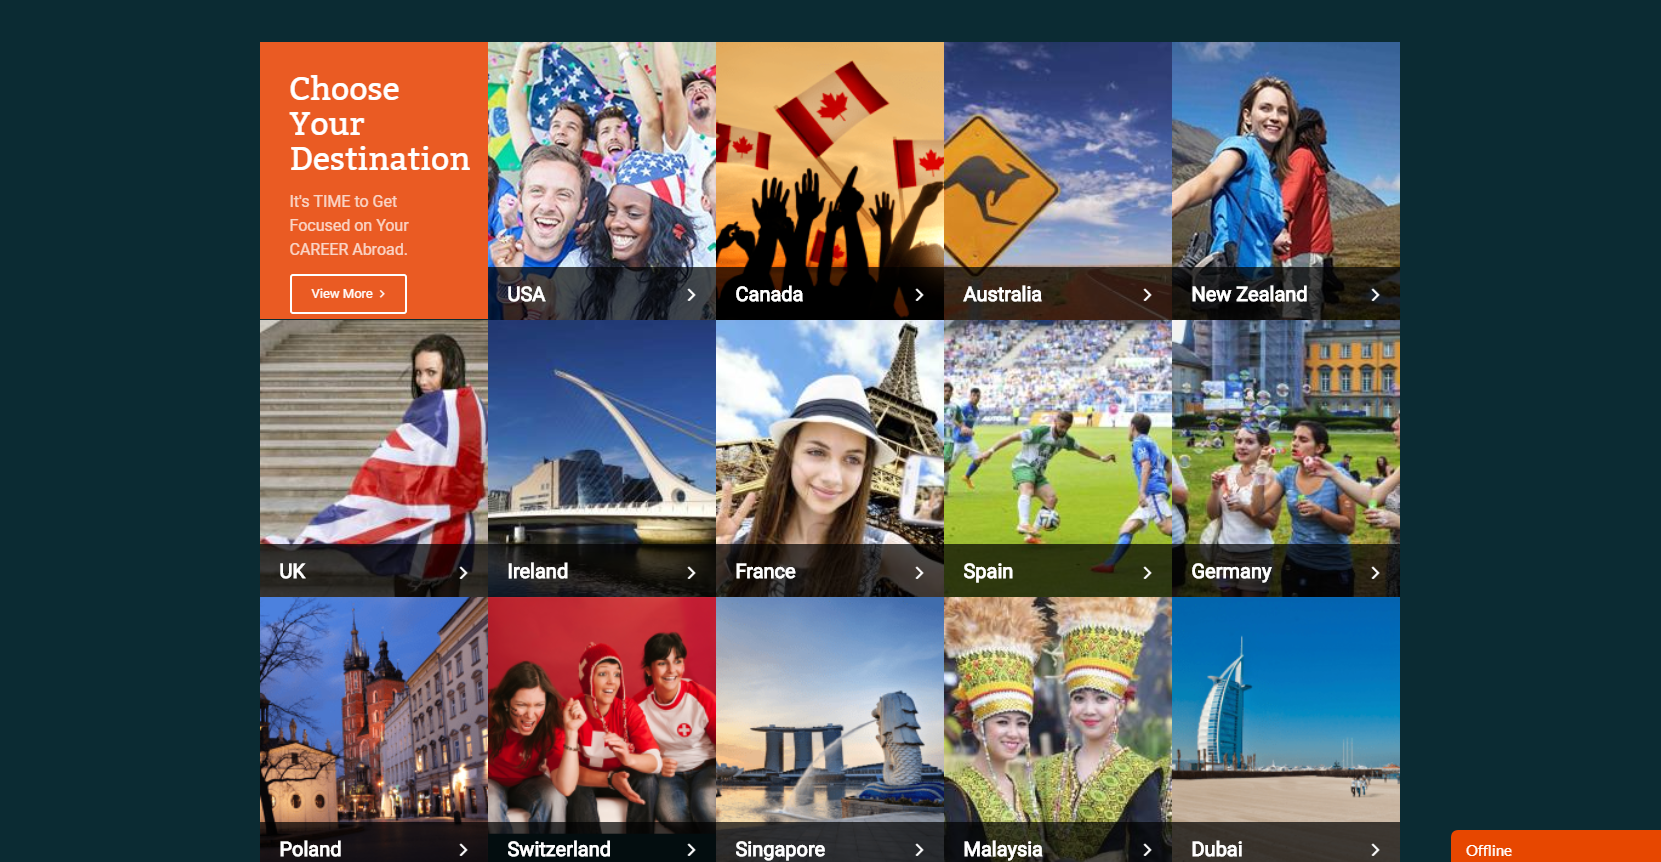 Choose
Your
Destination
It's TIME to Get
Focused on Your
CAREER Abroad.
View More
USA
Canada
Australia
New Zealand
UK
Ireland
France
Spain
Germany
Poland
Switzerland
Singapore
Malaysia
Dubai
Offline